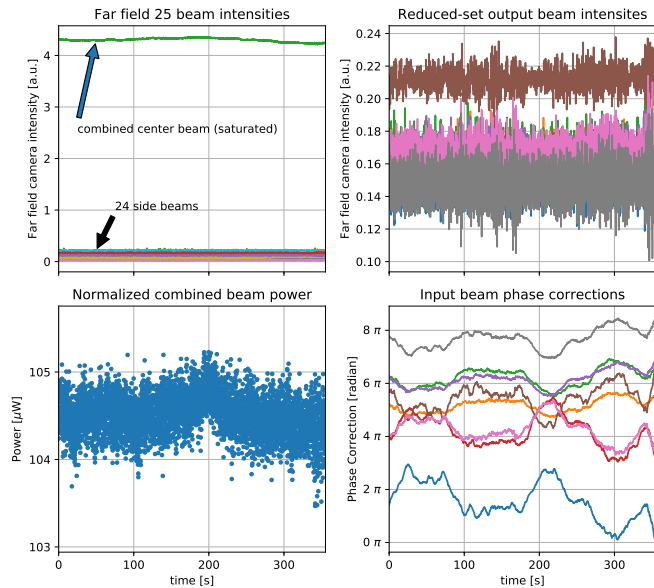 Far field 25 beam intensities
Far field camera intensity [a.u.]
4
3
2
1
0
combined center beam (saturated)
24 side beams
Reduced-set output beam intensites
Far field camera intensity [a.u.]
0.24
0.22
0.20
0.18
0.16
0.14
0.12
0.10
Normalized combined beam power
Power [μW]
105
104
103
0
100
200
300
time [s]
Input beam phase corrections
Phase Correction [radian]
8 π
6 π
4 π
2 π
0 π
0
100
200
300
time [s]